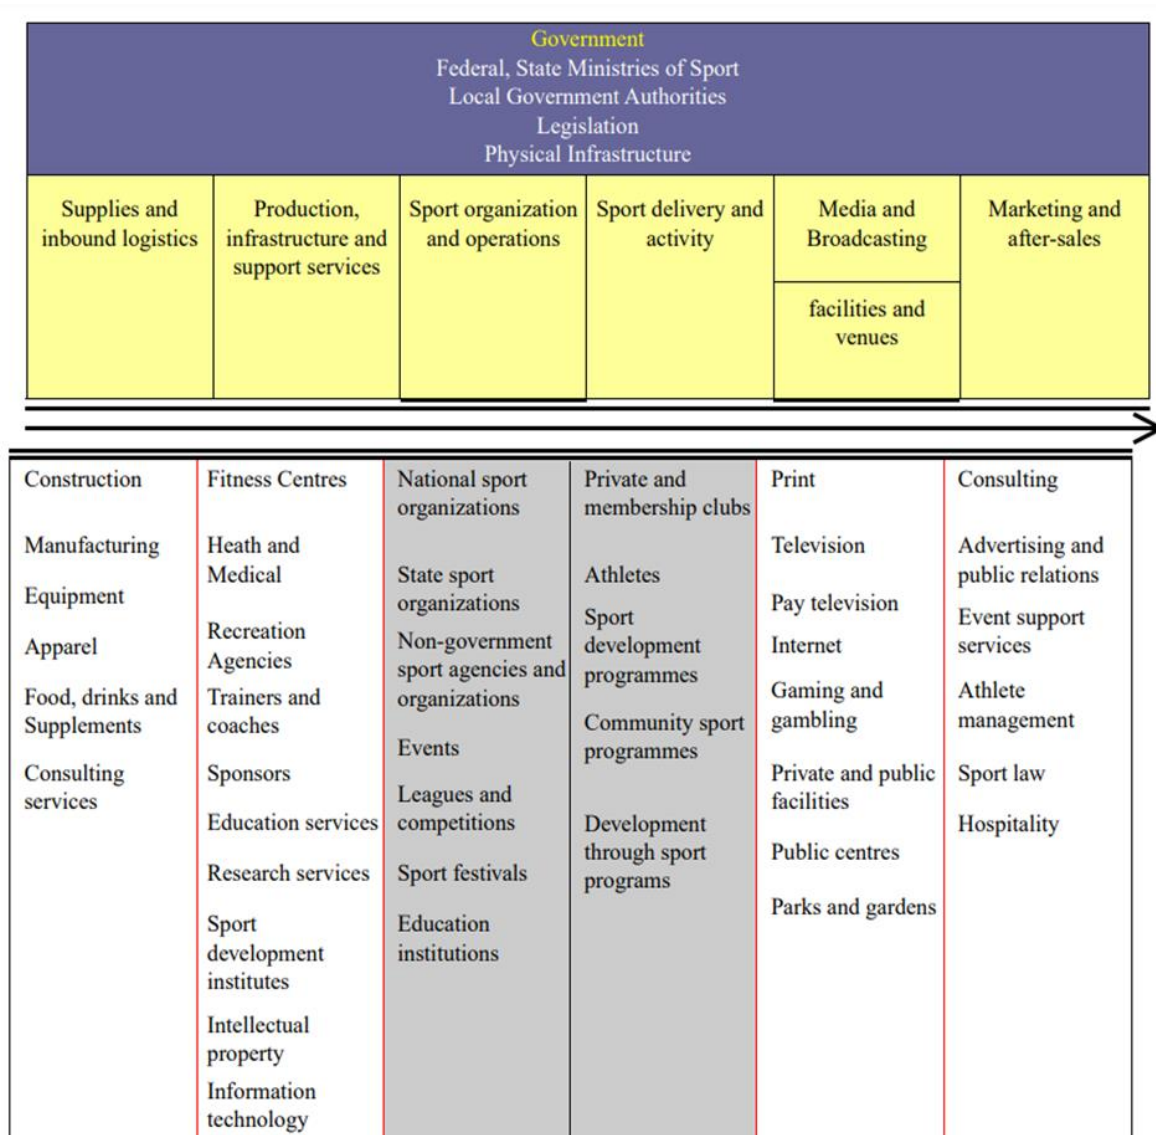 Government
Federal, State Ministries of Sport
Local Government Authorities
Legislation
Physical Infrastructure
Supplies and
inbound logistics
Production,
infrastructure and
support services
Sport organization
and operations
Sport delivery and
activity
Media and
Broadcasting
facilities and
venues
Marketing and
after-sales
Construction
Manufacturing
Equipment
Apparel
Food, drinks and
Supplements
Consulting
services
Fitness Centres
Heath and
Medical
Recreation
Agencies
Trainers and
coaches
Sponsors
Education services
Research services
Sport
development
institutes
Intellectual
property
Information
technology
National sport
organizations
State sport
organizations
Non-government
sport agencies and
organizations
Events
Leagues and
competitions
Sport festivals
Education
institutions
Private and
membership clubs
Athletes
Sport
development
programmes
Community sport
programmes
Development
through sport
programs
Print
Television
Pay television
Internet
Gaming and
gambling
Private and public
facilities
Public centres
Parks and gardens
Consulting
Advertising and
public relations
Event support
services
Athlete
management
Sport law
Hospitality